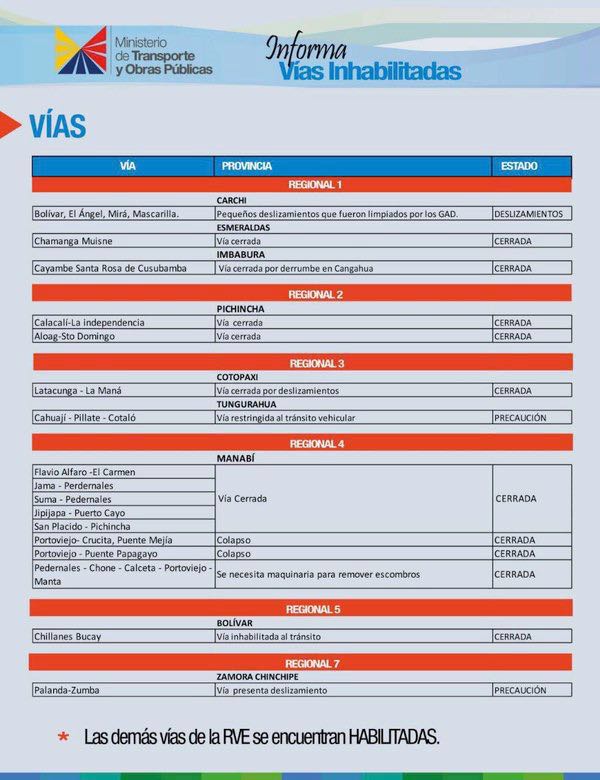 Ministerio
de Transporte
y Obras Públicas
Informa
Vías Inhabilitadas
VÍAS
VÍA PROVINCIA ESTADO
REGIONAL 1
CARCHI
Bolívar, El Ángel, Mirá, Mascarilla. Pequeños deslizamientos que fueron limpiados por los GAD. DESLIZAMIENTOS
ESMERALDAS
Chamanga Muisne Vía cerrada CERRADA
IMBABURA
Cayambe Santa Rosa de Cusubamba Vía cerrada por derrumbe en Cangahua CERRADA
REGIONAL 2
PICHINCHA
Calacalí-La independencia Vía cerrada CERRADA
Aloag-Sto Domingo Vía cerrada CERRADA
REGIONAL 3
COTOPAXI
Latacunga - La Maná Vía cerrada por deslizamientos CERRADA
TUNGURAHUA
Cahuají - Pillate - Cotaló Vía restringida al tránsito vehicular PRECAUCIÓN
REGIONAL 4
MANABÍ
Flavio Alfaro -El Carmen
Jama - Perdernales
Suma - Pedernales
Jipijapa - Puerto Cayo
San Placido - Pichincha
Vía Cerrada CERRADA
Portoviejo- Crucita, Puente Mejía Colapso CERRADA
Portoviejo - Puente Papagayo Colapso CERRADA
Pedernales - Chone - Calceta - Portoviejo -
Manta
Se necesita maquinaria para remover escombros CERRADA
REGIONAL 5
BOLÍVAR
Chillanes Bucay Vía inhabilitada al tránsito CERRADA
REGIONAL 7
ZAMORA CHINCHIPE
Palanda-Zumba Vía presenta deslizamiento PRECAUCIÓN
* Las demás vías de la RVE se encuentran HABILITADAS.